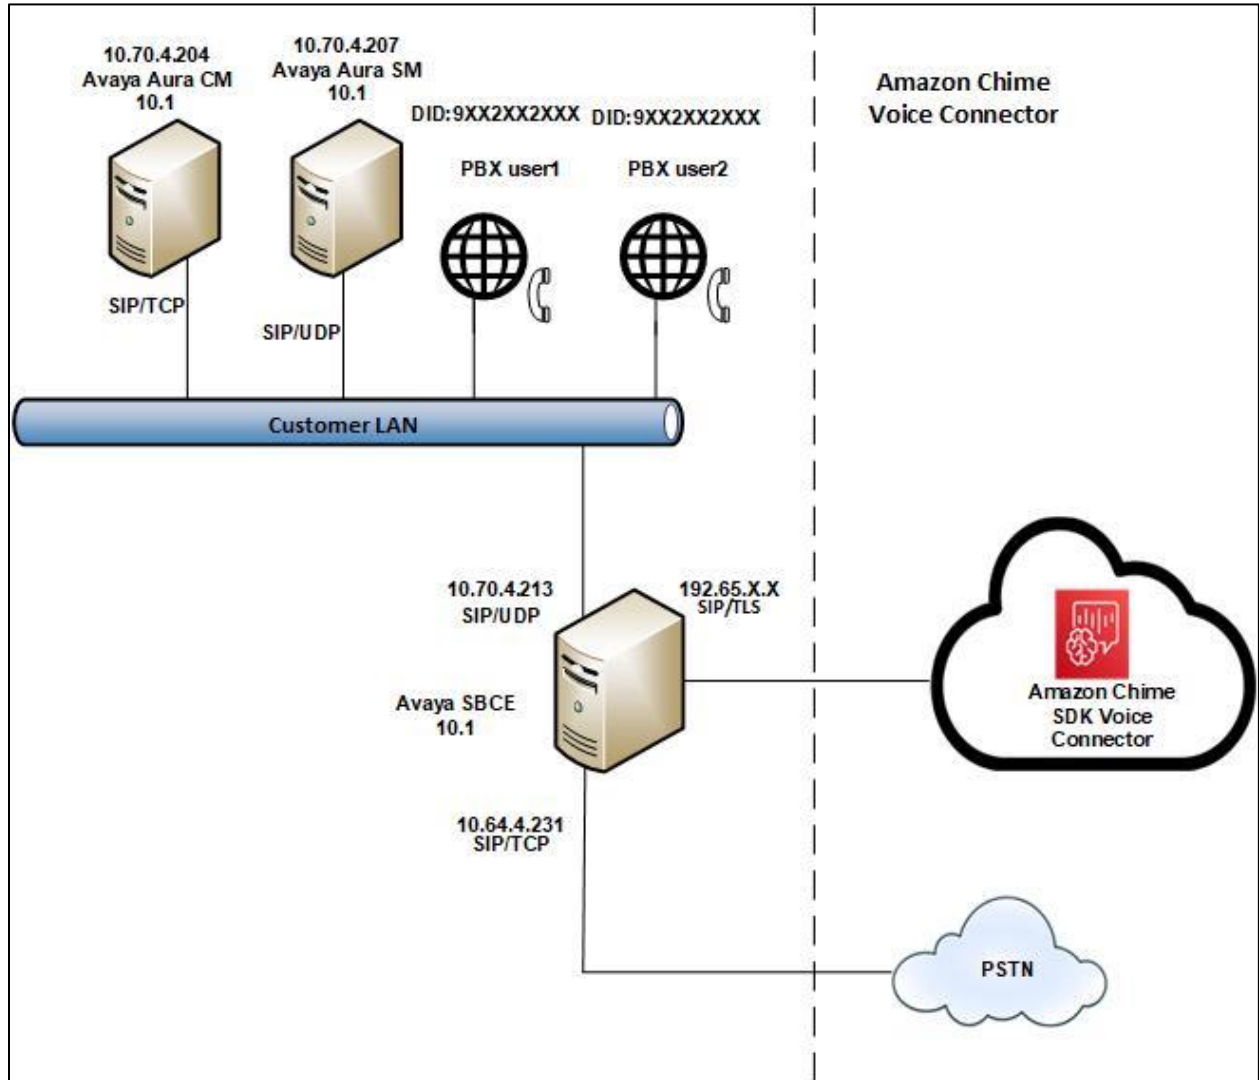 10.70.4.204
Avaya Aura CM
10.1
10.70.4.207
Avaya Aura SM
10.1
DID:9XX2XX2XXX
DID:9XX2XX2XXX
PBX user1
PBX user2
Amazon Chime
Voice Connector
SIP/TCP
SIP/UDP
Customer LAN
10.70.4.213
SIP/UDP
192.65.X.X
SIP/TLS
Avaya SBCE
10.1
Amazon Chime
SDK Voice
Connector
10.64.4.231
SIP/TCP
PSTN